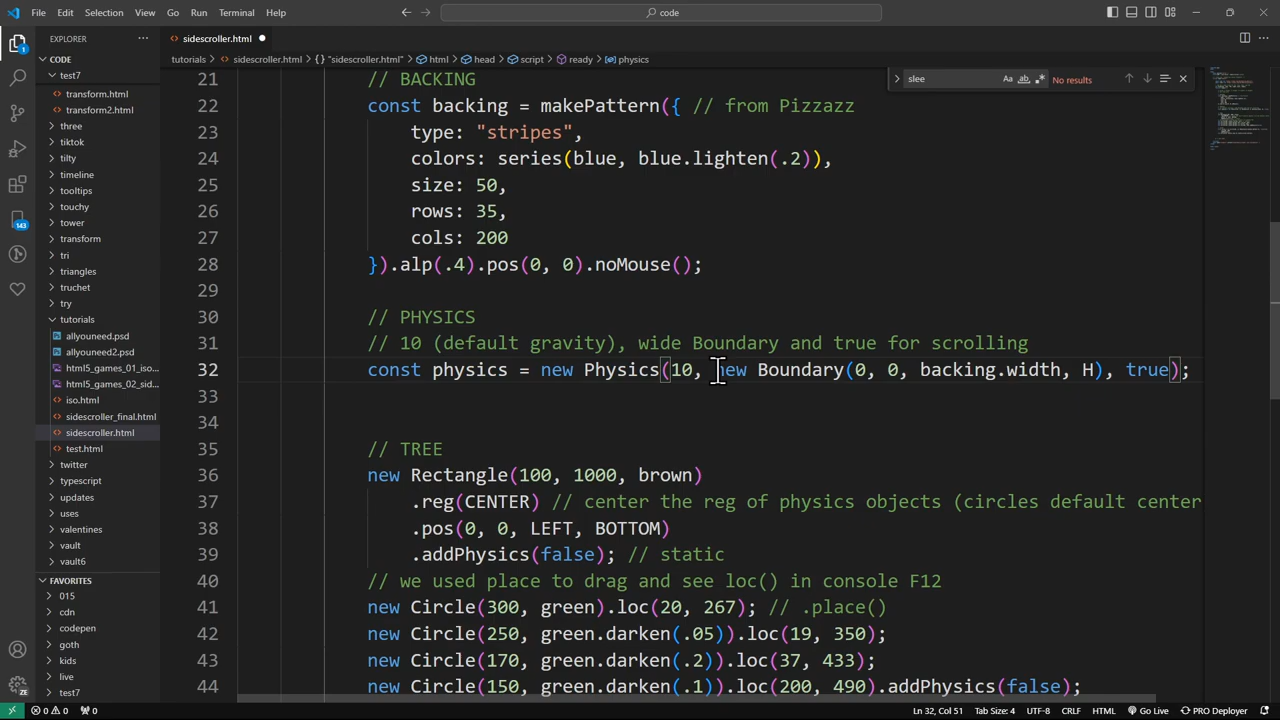 File Edit Selection View Go Run Terminal Help
code
EXPLORER
sidescroller.html
tutorials > sidescroller.html > {} "sidescroller.html" > html > head > script > ready > physics
slee
No results
CODE
test7
transform.html
transform2.html
three
tiktok
tilty
timeline
tooltips
touchy
tower
transform
tri
triangles
truchet
try
tutorials
allyouneed.psd
allyouneed2.psd
html5_games_01_iso...
html5_games_02_sid...
iso.html
sidescroller_final.html
sidescroller.html
test.html
twitter
typescript
updates
uses
valentines
vault
vault6
FAVORITES
015
cdn
codepen
goth
kids
live
test7
1
143
ZE
21 // BACKING
22 const backing = makePattern({ // from Pizzazz
23 type: "stripes",
24 colors: series(blue, blue.lighten(.2)),
25 size: 50,
26 rows: 35,
27 cols: 200
28 }).alp(.4).pos(0, 0).noMouse();
29
30 // PHYSICS
31 // 10 (default gravity), wide Boundary and true for scrolling
32 const physics = new Physics(10, new Boundary(0, 0, backing.width, H), true);
33
34
35 // TREE
36 new Rectangle(100, 1000, brown)
37 .reg(CENTER) // center the reg of physics objects (circles default center
38 .pos(0, 0, LEFT, BOTTOM)
39 .addPhysics(false); // static
40 // we used place to drag and see loc() in console F12
41 new Circle(300, green).loc(20, 267); // .place()
42 new Circle(250, green.darken(.05)).loc(19, 350);
43 new Circle(170, green.darken(.2)).loc(37, 433);
44 new Circle(150, green.darken(.1)).loc(200, 490).addPhysics(false);
0 0 0 Ln 32, Col 51 Tab Size: 4 UTF-8 CRLF HTML Go Live PRO Deployer